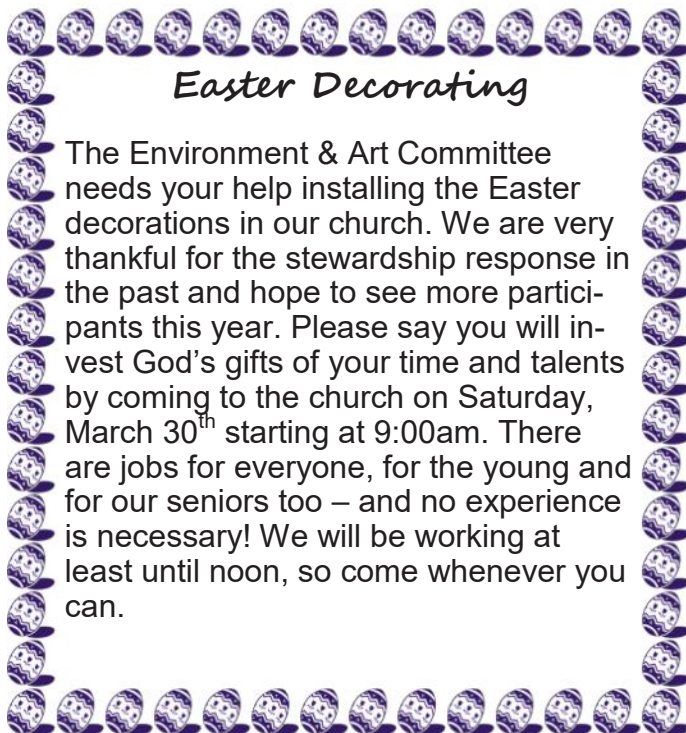 Easter Decorating
The Environment & Art Committee
needs your help installing the Easter
decorations in our church. We are very
thankful for the stewardship response in
the past and hope to see more partici-
pants this year. Please say you will in-
vest God’s gifts of your time and talents
by coming to the church on Saturday,
March 30th starting at 9:00am. There
are jobs for everyone, for the young and
for our seniors too – and no experience
is necessary! We will be working at
least until noon, so come whenever you
can.